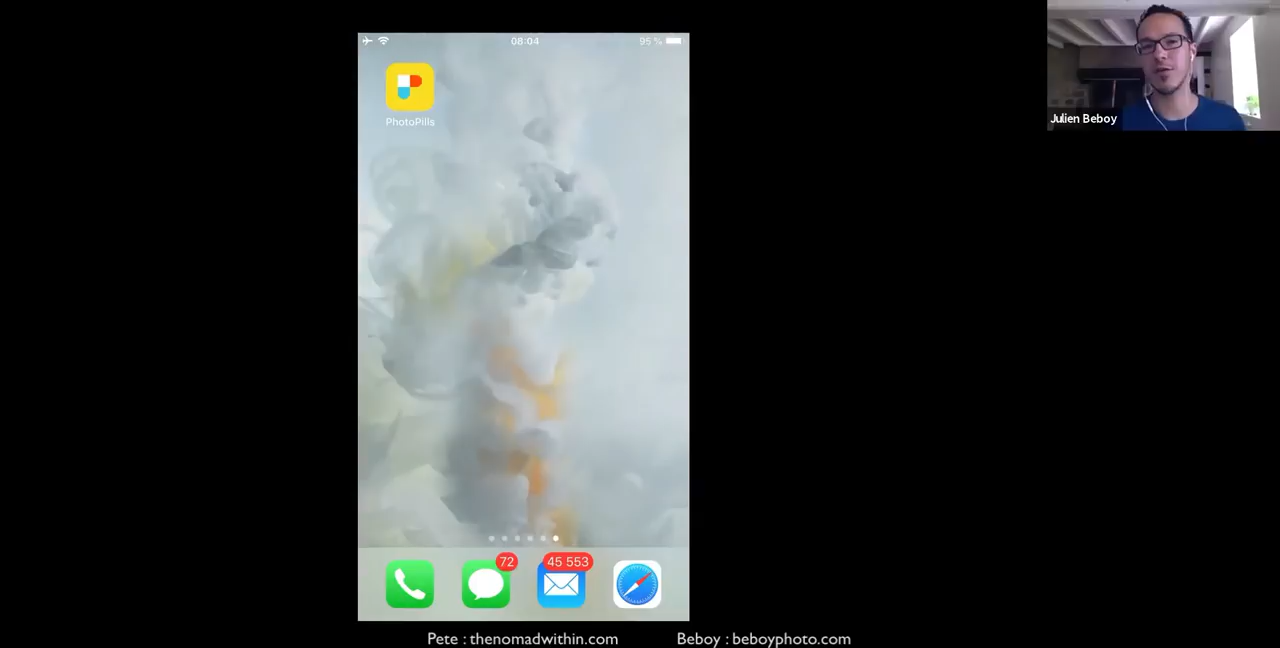 08:04
95 %
PhotoPills
Julien Beboy
72
45 553
Pete : thenomadwithin.com
Beboy : beboyphoto.com